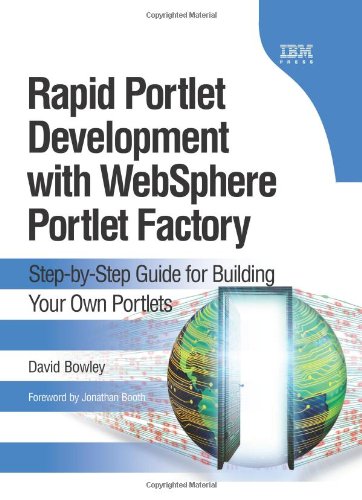 Copyrighted Material
IBM
PRESS
Rapid Portlet
Development
with WebSphere
Portlet Factory
Step-by-Step Guide for Building
Your Own Portlets
David Bowley
Foreword by Jonathan Booth
Copyrighted Material